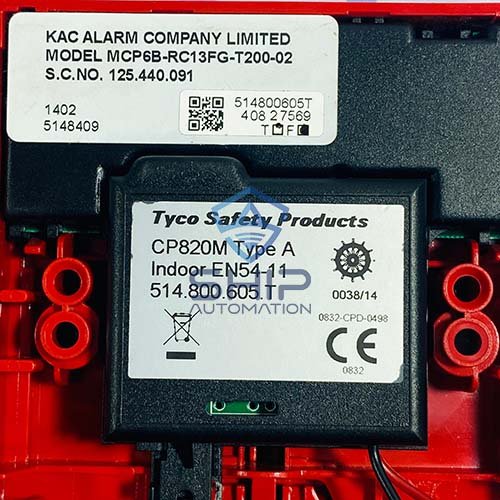 KAC ALARM COMPANY LIMITED
MODEL MCP6B-RC13FG-T200-02
S.C.NO. 125.440.091
1402
5148409
514800605T
408 27569
T F C
Tyco Safety Products
CP820M Type A
Indoor EN54-11
514.800.605.T
0038/14
0832-CPD-0498
CE
0832
SHIP
AUTOMATION